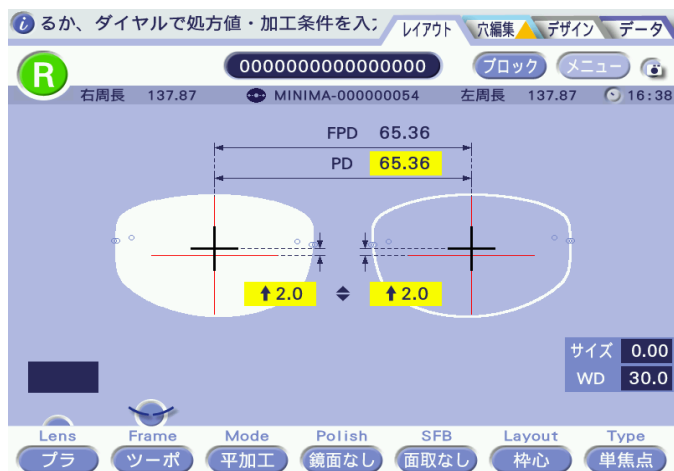 るか、ダイヤルで処方値・加工条件を入
レイアウト 穴編集 デザイン データ
R 0000000000000000 ブロック メニュー
右周長 137.87 MINIMA-000000054 左周長 137.87 16:38
FPD 65.36
PD 65.36
↑2.0 ↑2.0
サイズ 0.00
WD 30.0
Lens Frame Mode Polish SFB Layout Type
プラ ツーポ 平加工 鏡面なし 面取なし 枠心 単焦点